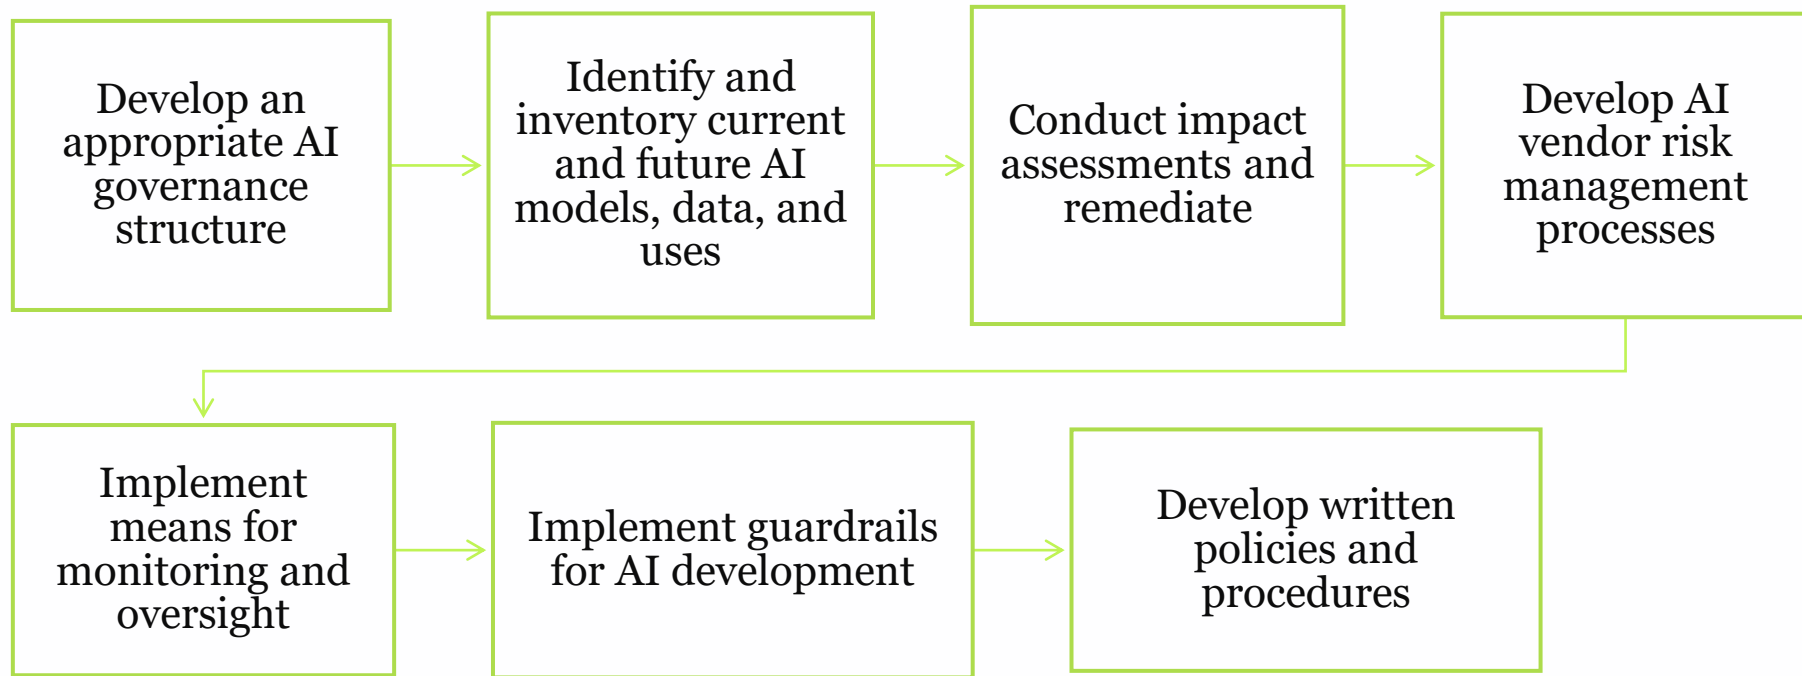 Develop an
appropriate AI
governance
structure
Identify and
inventory current
and future AI
models, data, and
uses
Conduct impact
assessments and
remediate
Develop AI
vendor risk
management
processes
Implement
means for
monitoring and
oversight
Implement guardrails
for AI development
Develop written
policies and
procedures